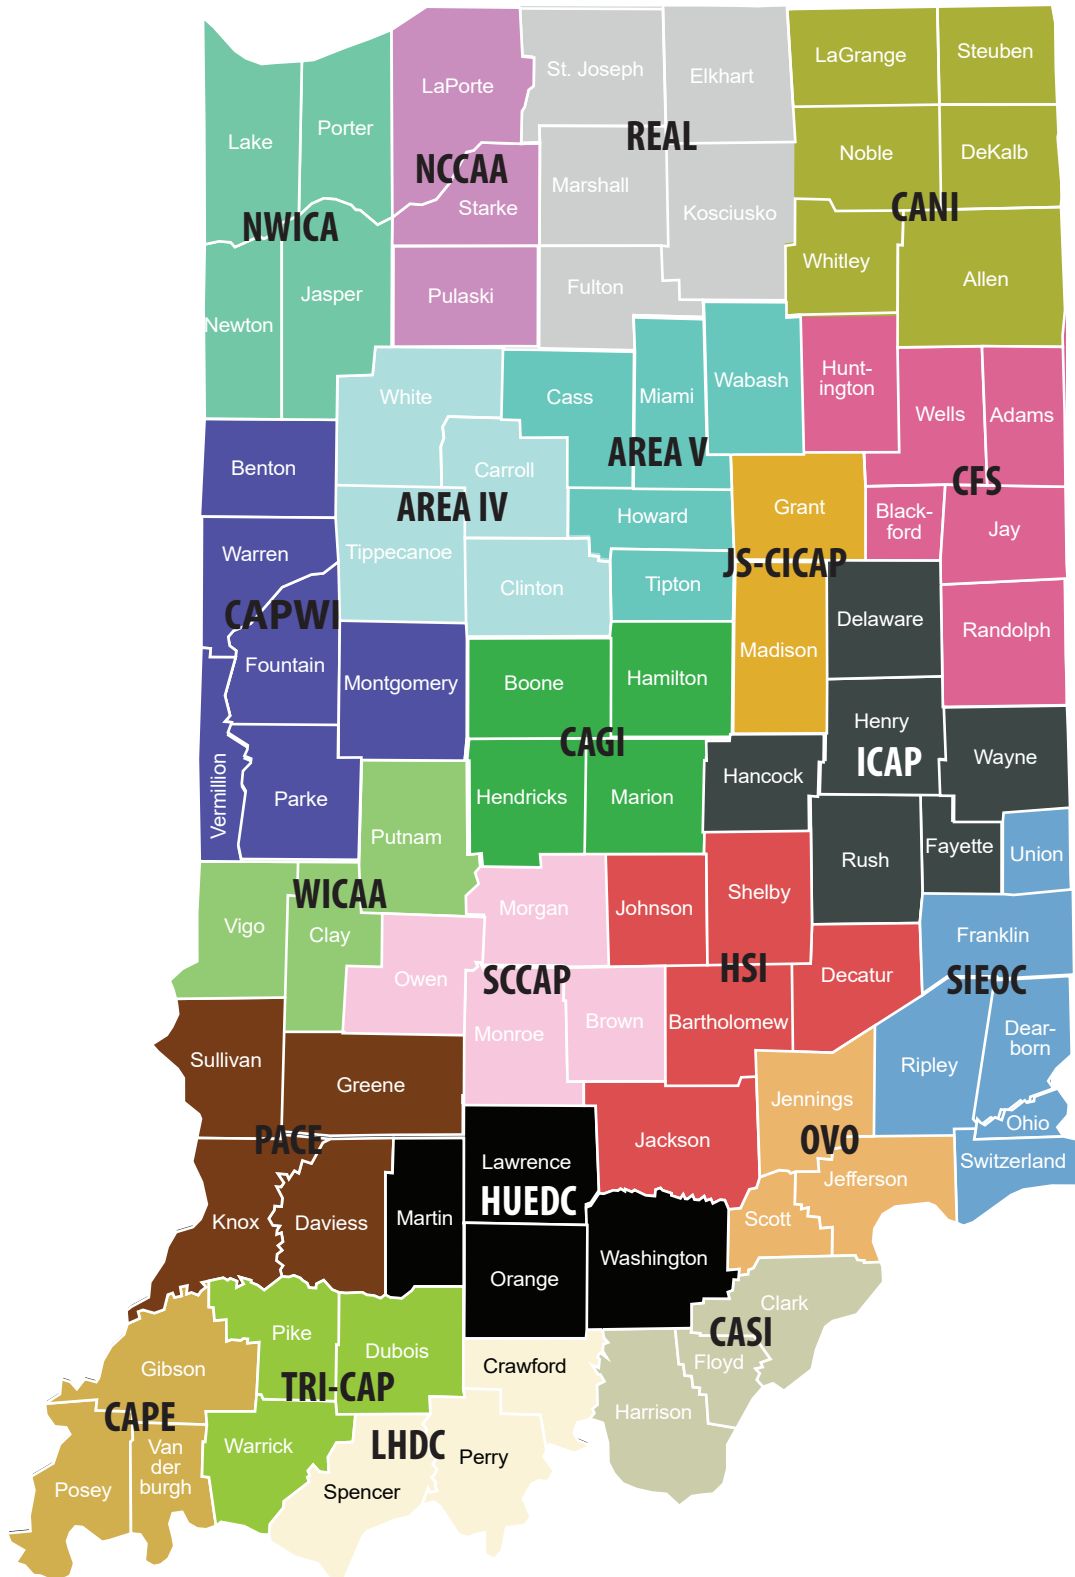 LaGrange
Steuben
St. Joseph
Elkhart
LaPorte
Lake
Porter
REAL
Noble
DeKalb
NCCAA
Marshall
Starke
Kosciusko
CANI
NWICA
Whitley
Allen
Jasper
Pulaski
Fulton
Newton
White
Cass
Miami
Wabash
Hunt-
ington
Wells
Adams
AREA V
Benton
Carroll
CFS
AREA IV
Howard
Grant
Black-
ford
Jay
Warren
Tippecanoe
JS-CICAP
Clinton
Tipton
CAPWI
Delaware
Randolph
Fountain
Montgomery
Boone
Hamilton
Madison
Henry
CAGI
ICAP
Wayne
Hancock
Vermillion
Parke
Hendricks
Marion
Putnam
Rush
Fayette
Union
WICAA
Shelby
Vigo
Clay
Morgan
Johnson
Franklin
Owen
SCCAP
HSI
Decatur
SIEOC
Monroe
Brown
Bartholomew
Dear-
born
Sullivan
Greene
Ripley
Jennings
Ohio
PACE
Jackson
OVO
Lawrence
Switzerland
HUEDC
Jefferson
Knox
Daviess
Martin
Scott
Orange
Washington
Clark
Pike
CASI
Dubois
Crawford
Floyd
Gibson
TRI-CAP
Harrison
CAPE
Warrick
LHDC
Perry
Van
der
burgh
Posey
Spencer